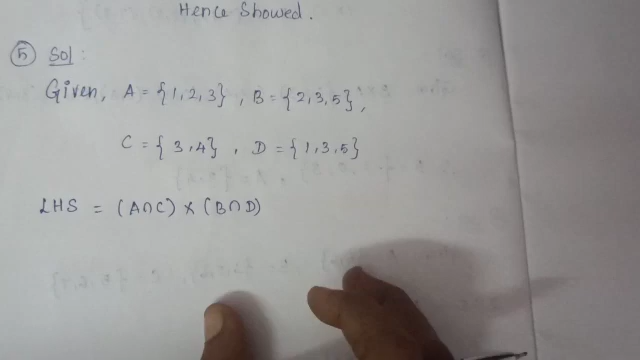 Hence Showed.
⑤ Sol:
Given, A = {1,2,3}, B = {2,3,5},
C = {3,4}, D = {1,3,5}
LHS = (A∩C) × (B∩D)